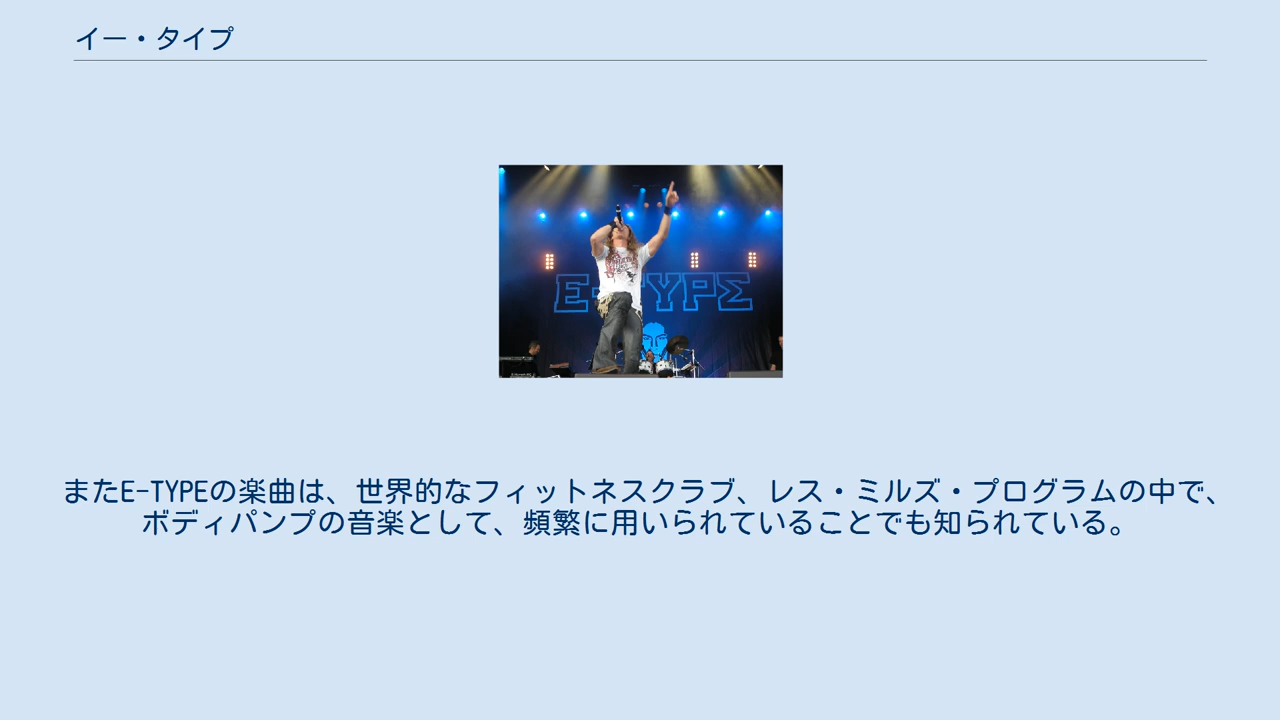 イー・タイプ
E-TYPE
またE-TYPEの楽曲は、世界的なフィットネスクラブ、レス・ミルズ・プログラムの中で、
ボディパンプの音楽として、頻繁に用いられていることでも知られている。